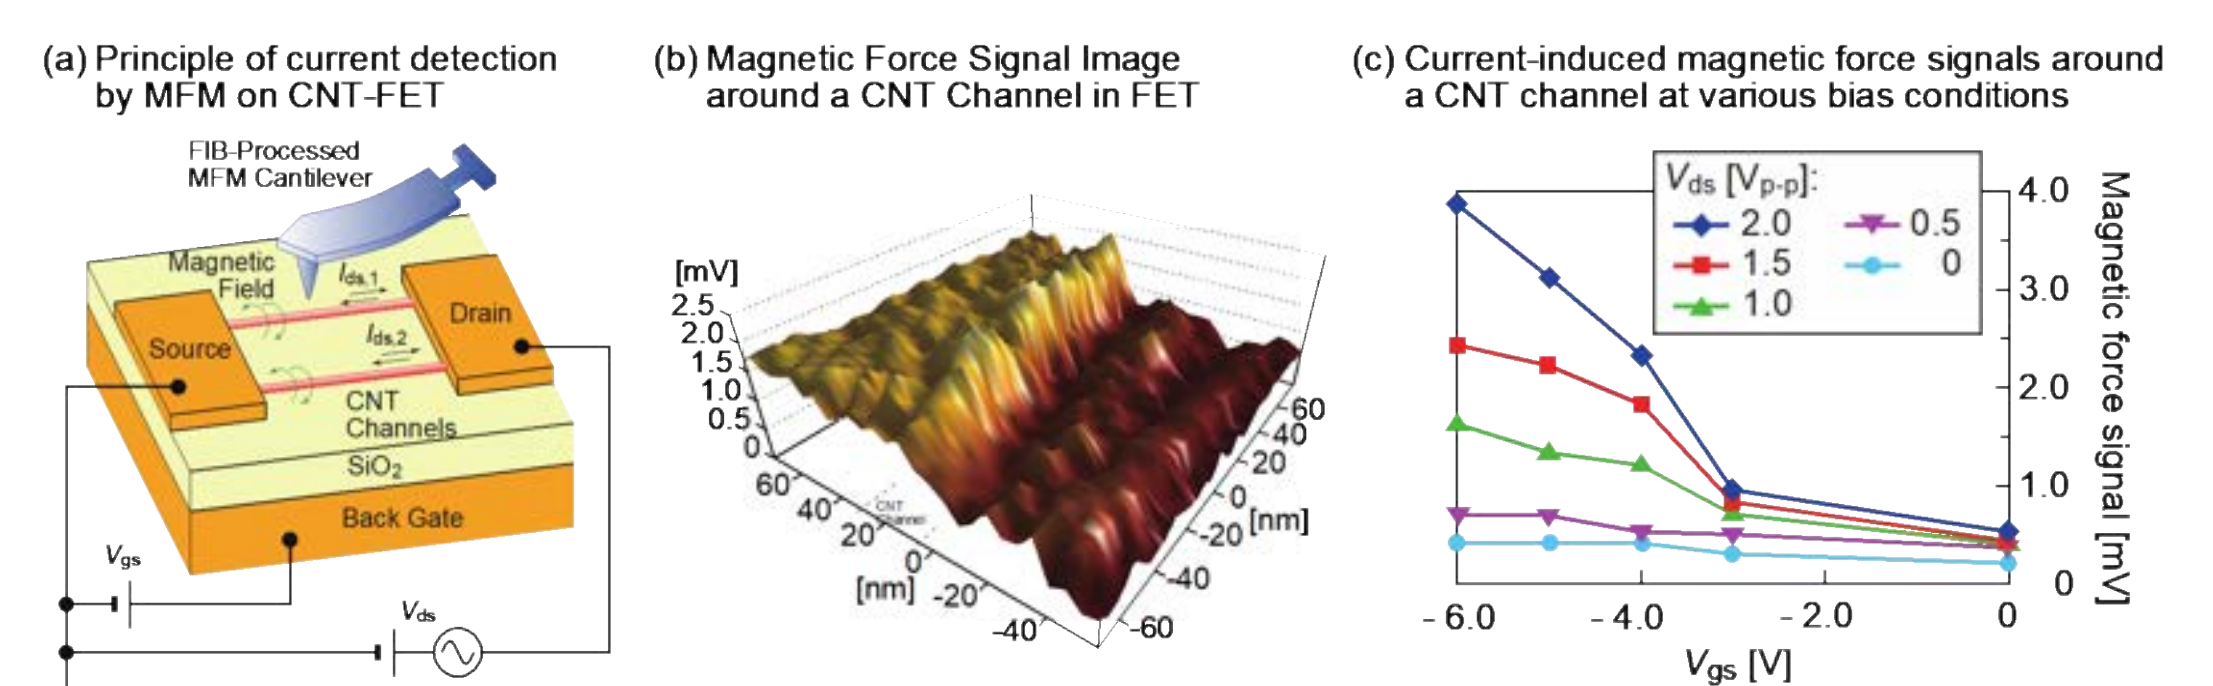 (a) Principle of current detection
by MFM on CNT-FET
FIB-Processed
MFM Cantilever
Magnetic
Field
Ids,1
Drain
Ids,2
Source
CNT
Channels
SiO2
Back Gate
Vgs
Vds
(b) Magnetic Force Signal Image
around a CNT Channel in FET
[mV]
2.5
2.0
1.5
1.0
0.5
0
60
40
20
0
-20
-40
[nm]
CNT
Channel
60
40
20
0
-20
-40
-60
[nm]
(c) Current-induced magnetic force signals around
a CNT channel at various bias conditions
Vds [Vp-p]:
2.0 0.5
1.5 0
1.0
4.0
3.0
2.0
1.0
0
Magnetic force signal [mV]
- 6.0 - 4.0 - 2.0 0
Vgs [V]